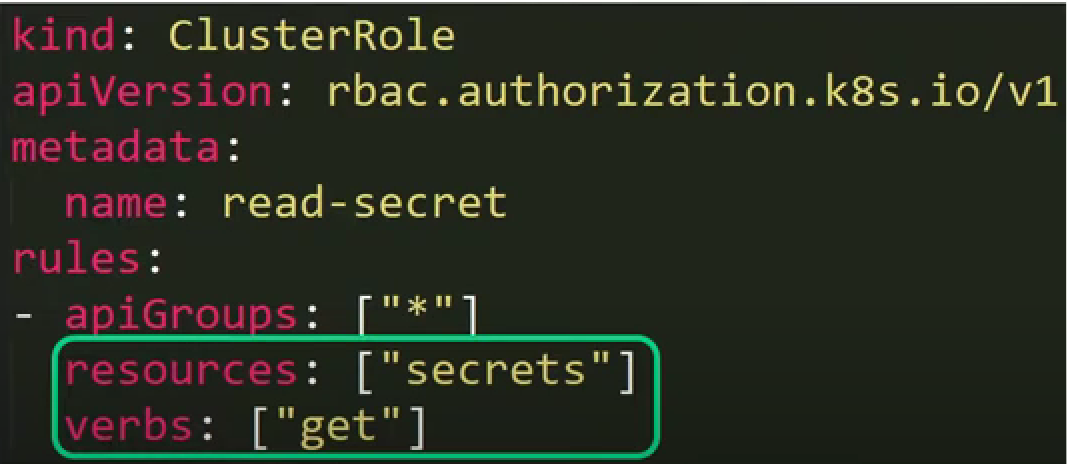 kind: ClusterRole
apiVersion: rbac.authorization.k8s.io/v1
metadata:
  name: read-secret
rules:
- apiGroups: ["*"]
  resources: ["secrets"]
  verbs: ["get"]